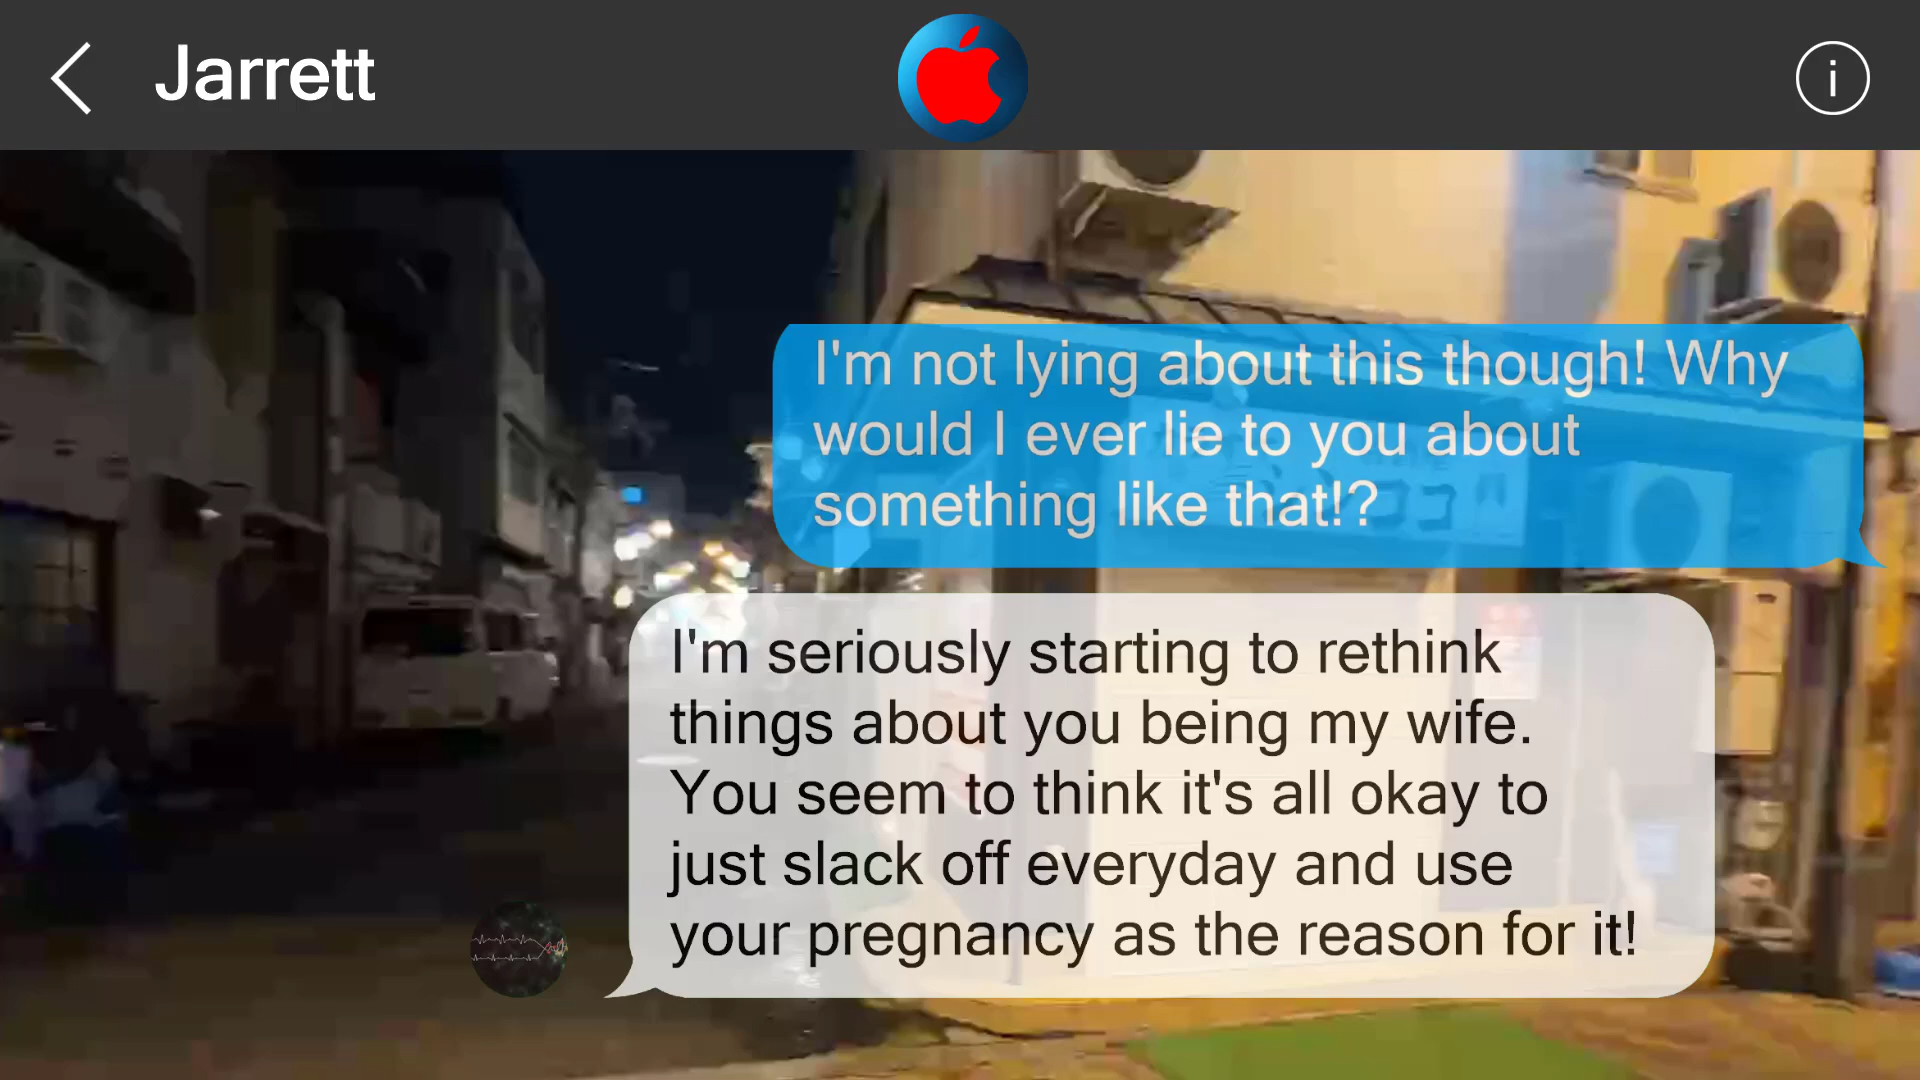 Jarrett
i
I'm not lying about this though! Why
would I ever lie to you about
something like that!?
I'm seriously starting to rethink
things about you being my wife.
You seem to think it's all okay to
just slack off everyday and use
your pregnancy as the reason for it!